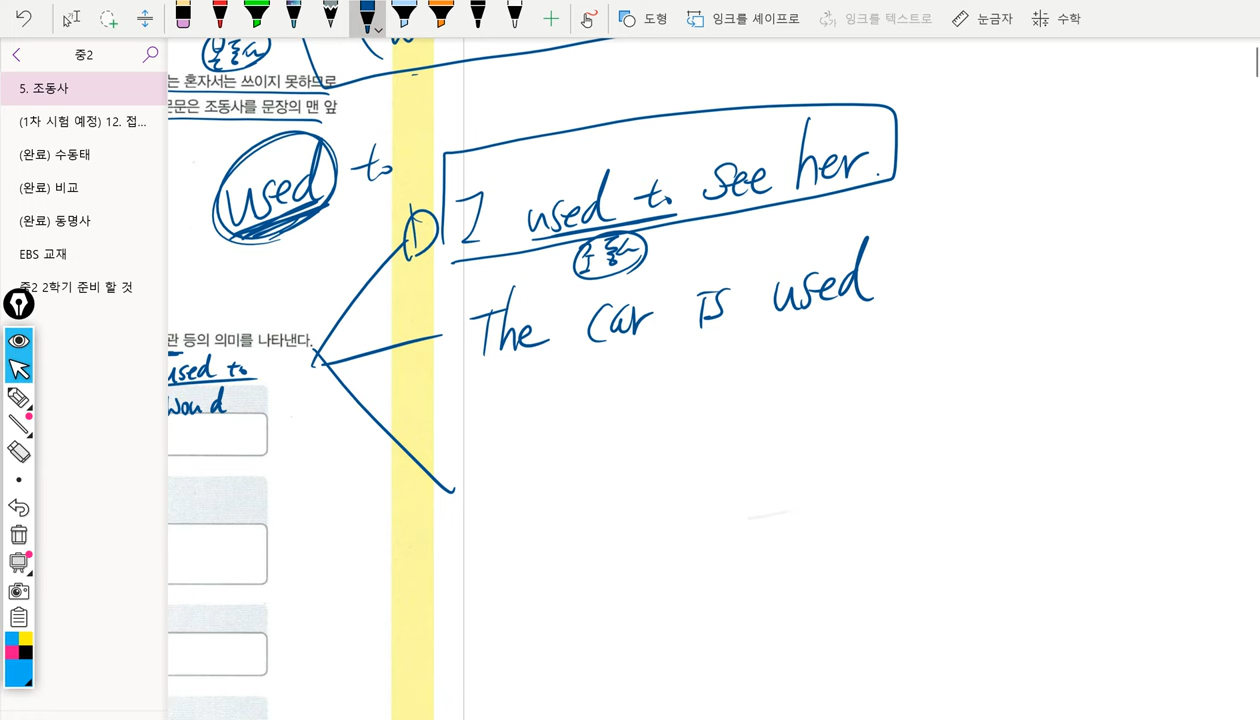 도형
잉크를 셰이프로
잉크를 텍스트로
눈금자
수학
중2
5. 조동사
(1차 시험 예정) 12. 접...
(완료) 수동태
(완료) 비교
(완료) 동명사
EBS 교재
중2 2학기 준비 할 것
본동사
는 혼자서는 쓰이지 못하므로
문문은 조동사를 문장의 맨 앞
used to
① I used to see her.
조동사
The car is used
관 등의 의미를 나타낸다.
used to